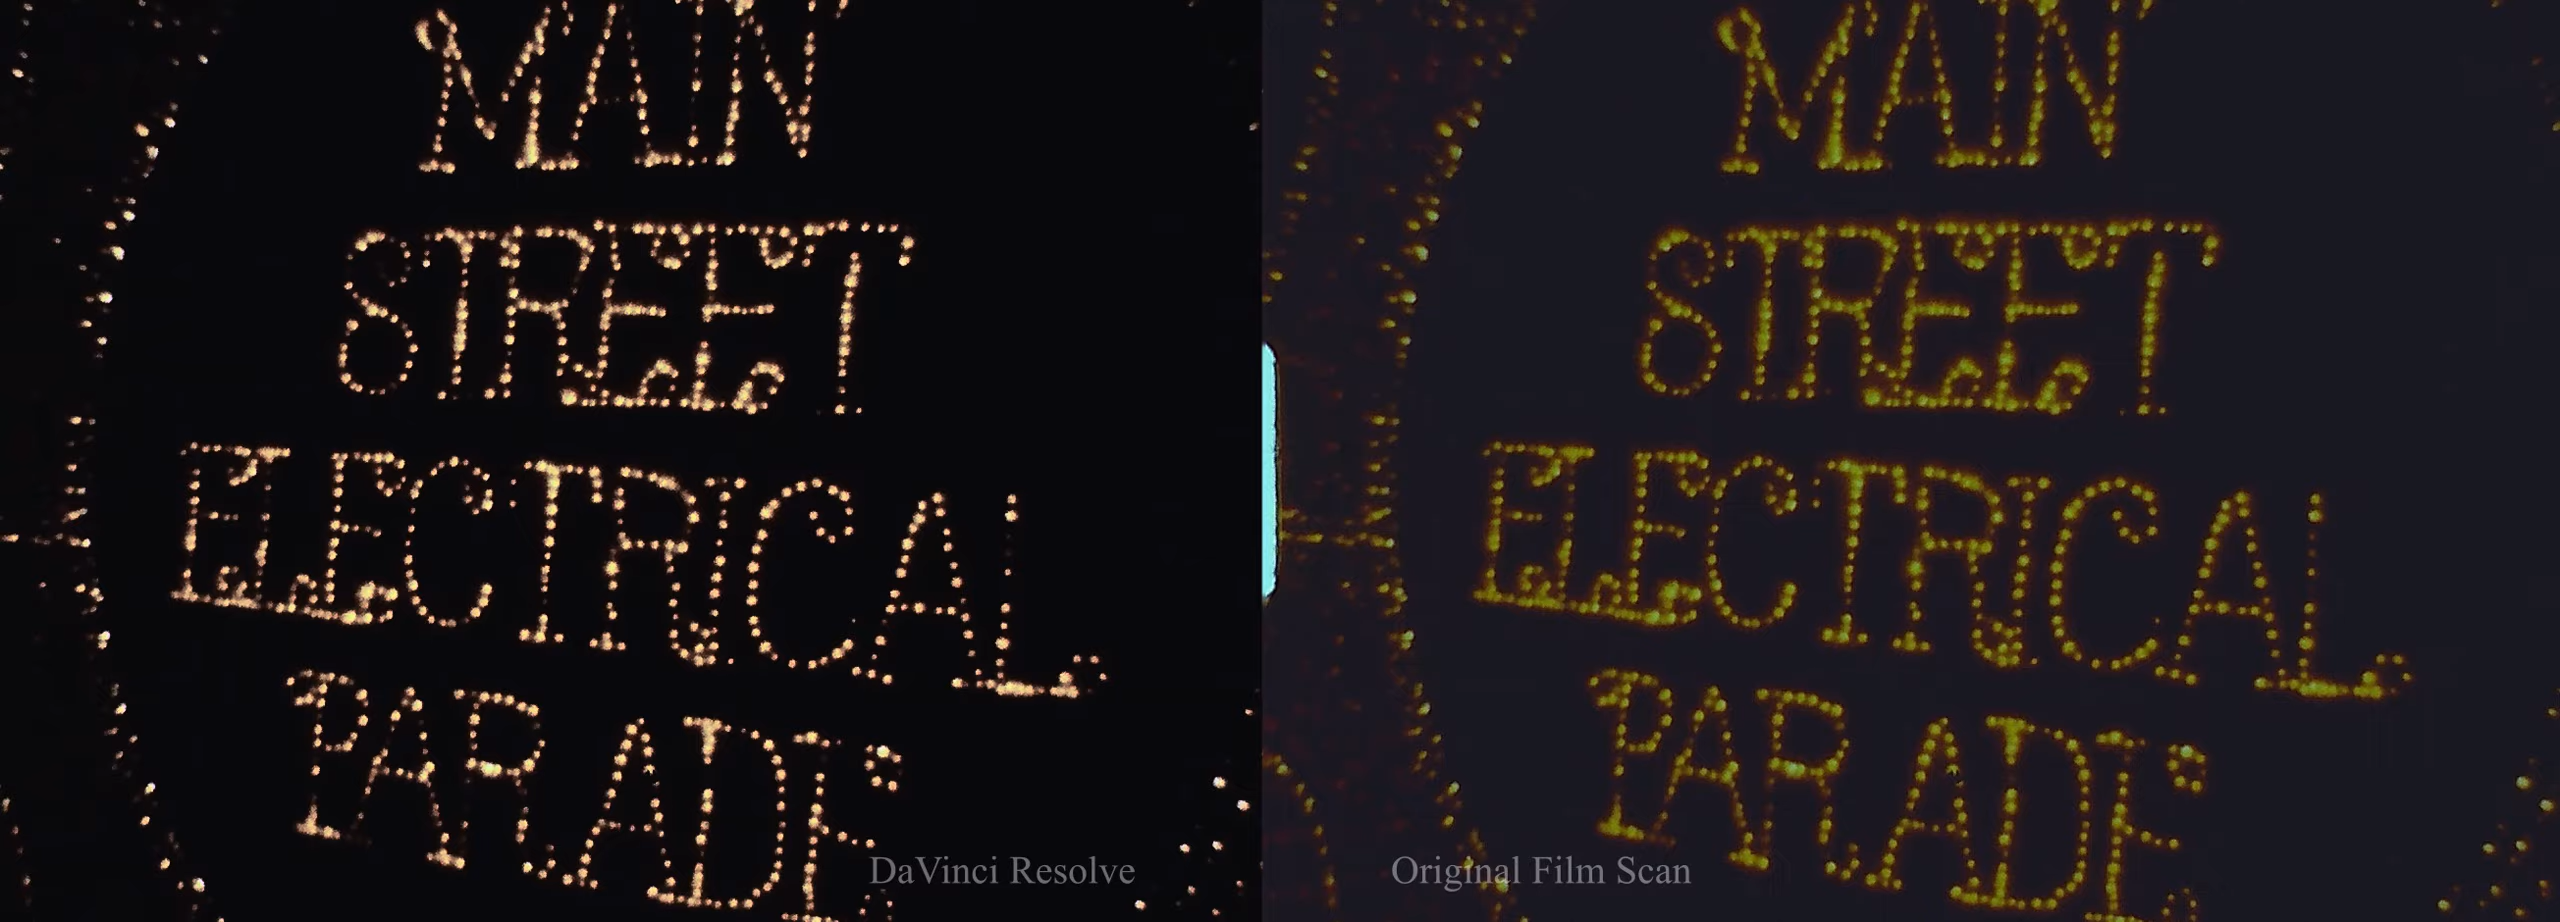 MAIN
STREET
ELECTRICAL
PARADE
DaVinci Resolve
MAIN
STREET
ELECTRICAL
PARADE
Original Film Scan